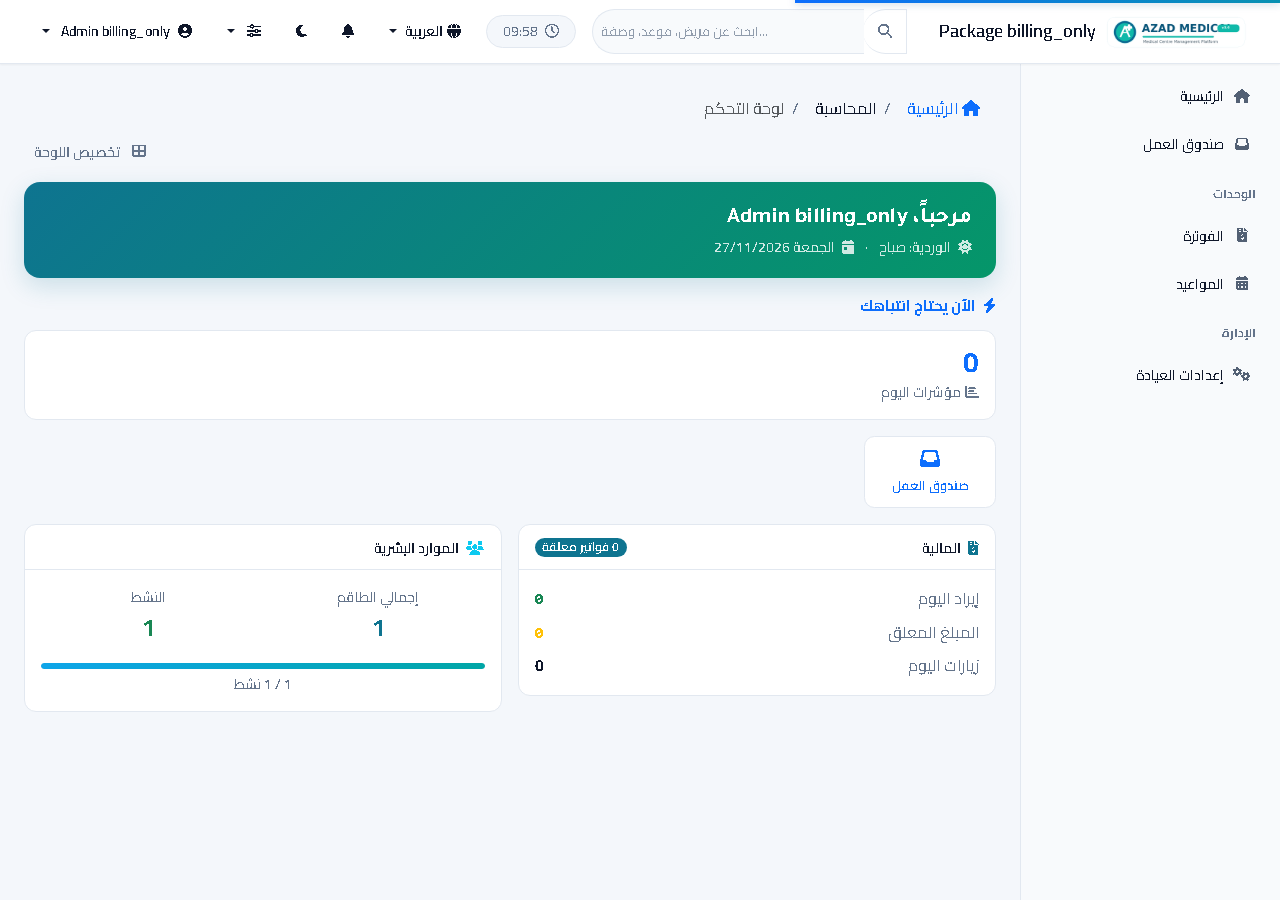 AZAD MEDIC
Medical Centre Management Platform
Package billing_only
ابحث عن مريض، موعد، وصفة...
09:58
العربية
Admin billing_only
الرئيسية
صندوق العمل
الوحدات
الفوترة
المواعيد
الإدارة
إعدادات العيادة
الرئيسية / المحاسبة / لوحة التحكم
تخصيص اللوحة
مرحباً، Admin billing_only
الوردية: صباح · الجمعة 27/11/2026
الآن يحتاج انتباهك
0
مؤشرات اليوم
صندوق العمل
المالية
0 فواتير معلقة
إيراد اليوم 0
المبلغ المعلق 0
زيارات اليوم 0
الموارد البشرية
إجمالي الطاقم النشط
1 1
1 / 1 نشط